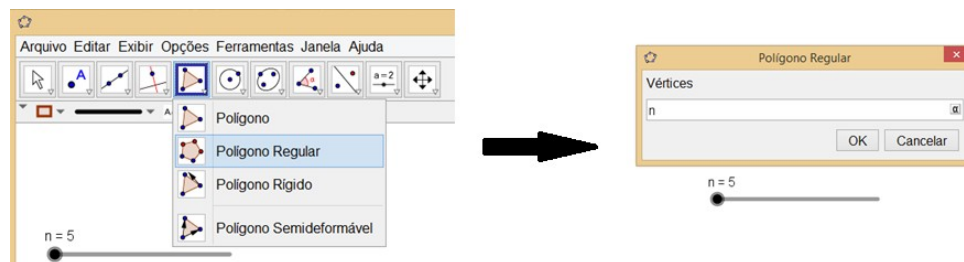 Arquivo Editar Exibir Opções Ferramentas Janela Ajuda
A
α
a=2
Polígono
Polígono Regular
Polígono Rígido
Polígono Semideformável
n = 5
Polígono Regular
Vértices
n
α
OK Cancelar
n = 5